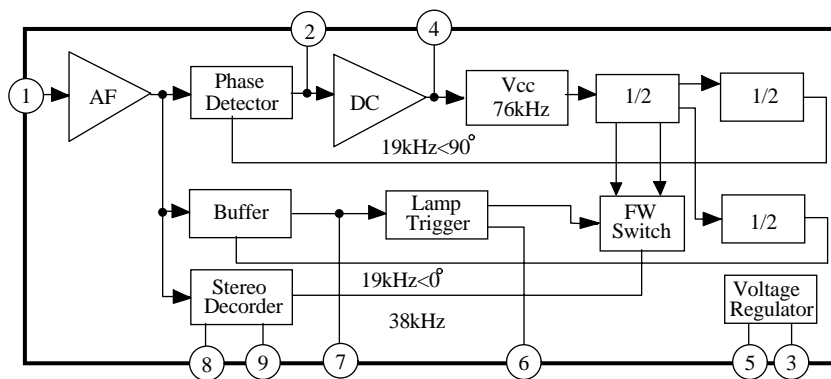 2
4
1
AF
Phase
Detector
DC
Vcc
76kHz
1/2
1/2
19kHz<90°
Buffer
Lamp
Trigger
FW
Switch
1/2
19kHz<0°
Stereo
Decorder
38kHz
Voltage
Regulator
8
9
7
6
5
3